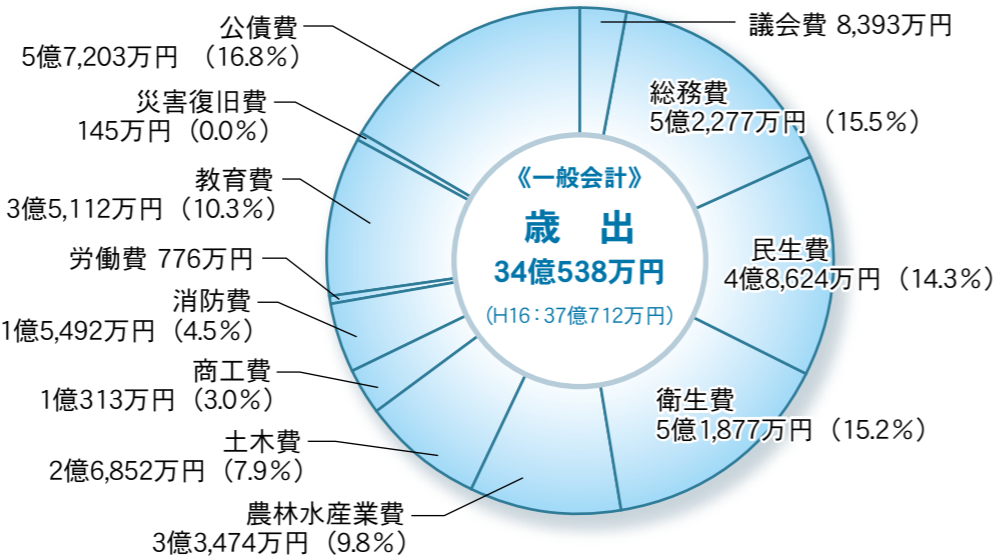 《一般会計》
歳 出
34億538万円
(H16：37億712万円)
議会費 8,393万円
総務費
5億2,277万円 (15.5%)
民生費
4億8,624万円 (14.3%)
衛生費
5億1,877万円 (15.2%)
農林水産業費
3億3,474万円 (9.8%)
土木費
2億6,852万円 (7.9%)
商工費
1億313万円 (3.0%)
消防費
1億5,492万円 (4.5%)
労働費 776万円
教育費
3億5,112万円 (10.3%)
災害復旧費
145万円 (0.0%)
公債費
5億7,203万円 (16.8%)